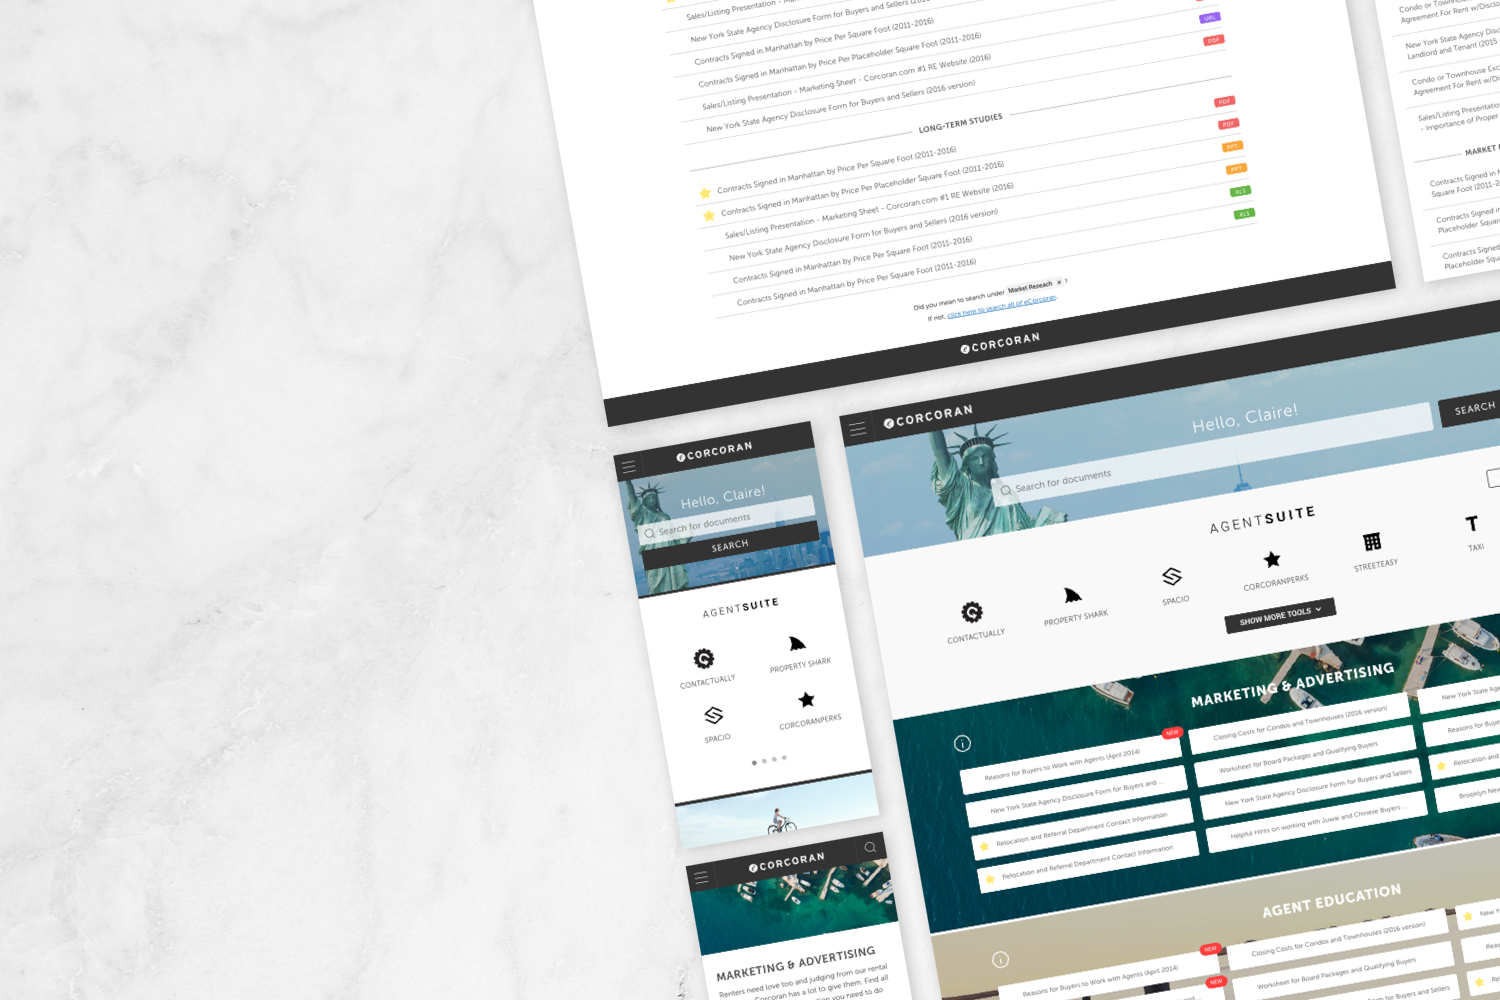 Sales/Listing Presentation -
New York State Agency Disclosure Form for Buyers and Sellers
Contracts Signed in Manhattan by Price Per Square Foot (2011-2016)
URL
Contracts Signed in Manhattan by Price Per Placeholder Square Foot (2011-2016)
PDF
Sales/Listing Presentation - Marketing Sheet - Corcoran.com #1 RE Website (2016)
New York State Agency Disclosure Form for Buyers and Sellers (2016 version)
LONG-TERM STUDIES
Contracts Signed in Manhattan by Price Per Square Foot (2011-2016)
PDF
Contracts Signed in Manhattan by Price Per Placeholder Square Foot (2011-2016)
PDF
Sales/Listing Presentation - Marketing Sheet - Corcoran.com #1 RE Website (2016)
PPT
New York State Agency Disclosure Form for Buyers and Sellers (2016 version)
PPT
Contracts Signed in Manhattan by Price Per Square Foot (2011-2016)
XLS
Contracts Signed in Manhattan by Price Per Square Foot (2011-2016)
XLS
Did you mean to search under Market Reseach × ?
If not, click here to search all of eCorcoran.
CORCORAN
Condo or Townhouse
Agreement For Rent w/Disclo
New York State Agency Disc
Landlord and Tenant (2015
Condo or Townhouse Exc
Agreement For Rent w/Di
Sales/Listing Presentatio
- Importance of Proper
MARKET
Contracts Signed in
Square Foot (2011-2
Contracts Signed in
Placeholder Squar
Contracts Signed
Placeholder Squa
CORCORAN
Hello, Claire!
Search for documents
SEARCH
AGENTSUITE
CONTACTUALLY
PROPERTY SHARK
SPACIO
CORCORANPERKS
CORCORAN
MARKETING & ADVERTISING
Renters need love too and judging from our rental
Corcoran has a lot to give them. Find all
you need to do
CORCORAN
Hello, Claire!
Search for documents
SEARCH
AGENTSUITE
CONTACTUALLY
PROPERTY SHARK
SPACIO
CORCORANPERKS
STREETEASY
TAXI
SHOW MORE TOOLS
MARKETING & ADVERTISING
NEW
Reasons for Buyers to Work with Agents (April 2014)
New York State Agency Disclosure Form for Buyers and ...
Relocation and Referral Department Contact Information
Relocation and Referral Department Contact Information
Closing Costs for Condos and Townhouses (2016 version)
Worksheet for Board Packages and Qualifying Buyers
New York State Agency Disclosure Form for Buyers and Sellers
Helpful Hints on working with Juwai and Chinese Buyers ...
New York State Age
Reasons for Buye
Relocation and
Brooklyn New
AGENT EDUCATION
NEW
Reasons for Buyers to Work with Agents (April 2014)
NEW
Closing Costs for Condos and Townhouses (2016 version)
Worksheet for Board Packages and Qualifying Buyers
Disclosure Form for Buyers and Sellers
New Y
Reas
Re